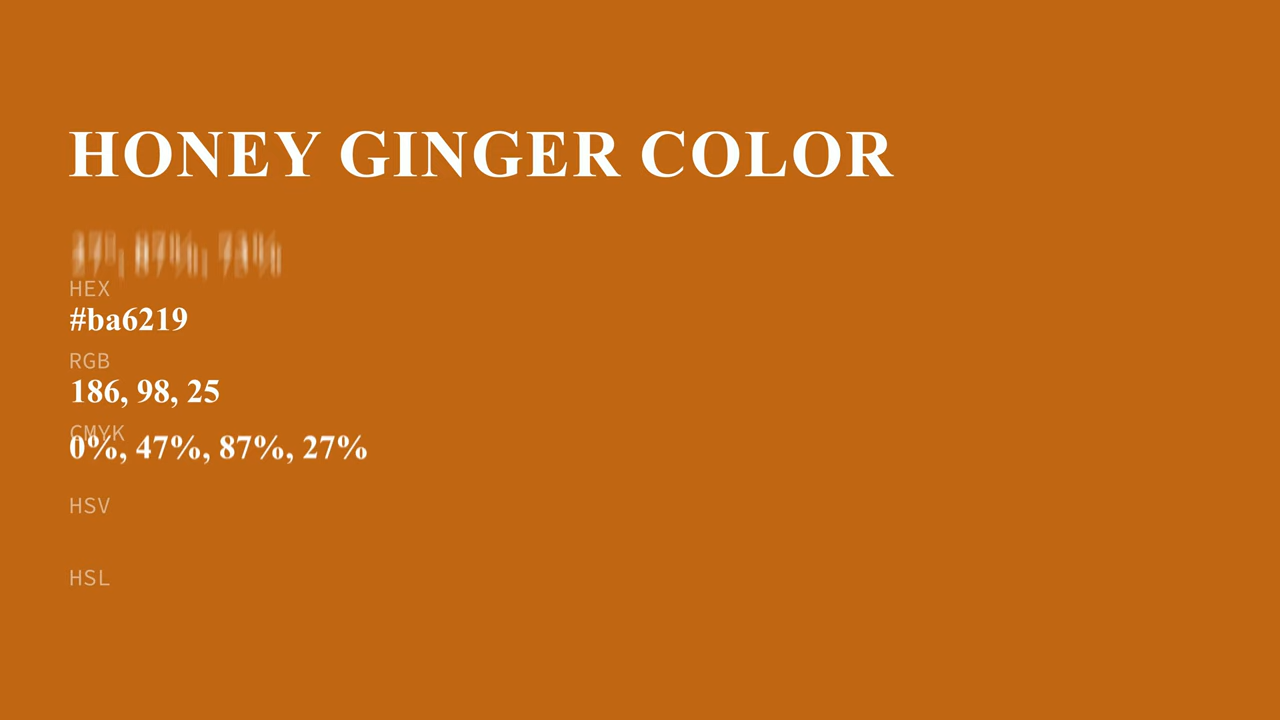 HONEY GINGER COLOR
HEX
#ba6219
RGB
186, 98, 25
CMYK
0%, 47%, 87%, 27%
HSV
HSL